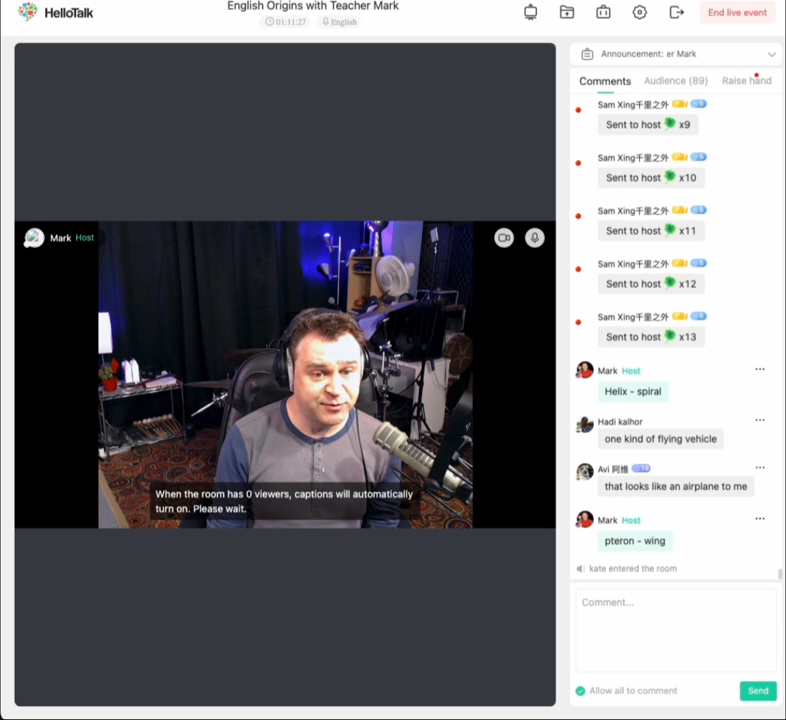 HelloTalk
English Origins with Teacher Mark
01:11:27
English
End live event
Announcement: er Mark
Comments
Audience (89)
Raise hand
Sam Xing千里之外
Sent to host x9
Sam Xing千里之外
Sent to host x10
Sam Xing千里之外
Sent to host x11
Sam Xing千里之外
Sent to host x12
Sam Xing千里之外
Sent to host x13
Mark Host
Helix - spiral
Hadi kalhor
one kind of flying vehicle
Avi 阿维
that looks like an airplane to me
Mark Host
pteron - wing
kate entered the room
Comment...
Allow all to comment
Send
Mark Host
When the room has 0 viewers, captions will automatically
turn on. Please wait.